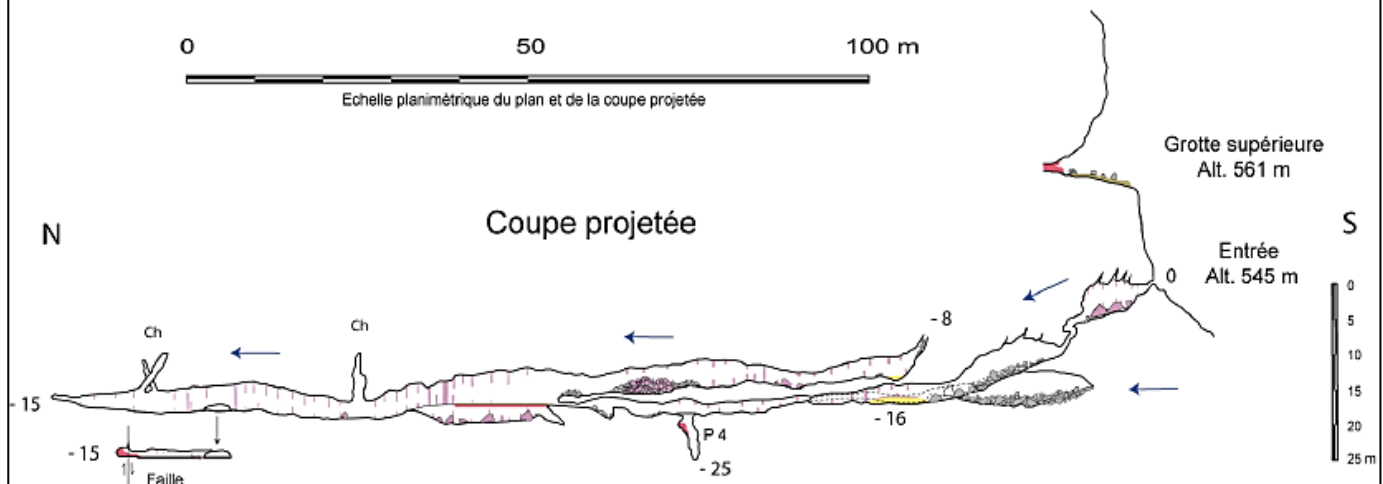 0 50 100 m
Echelle planimétrique du plan et de la coupe projetée
Grotte supérieure
Alt. 561 m
Coupe projetée
N
S
Entrée
Alt. 545 m
0
0
5
10
15
20
25 m
Ch
Ch
- 8
- 15
- 16
P 4
- 15
- 25
Faille